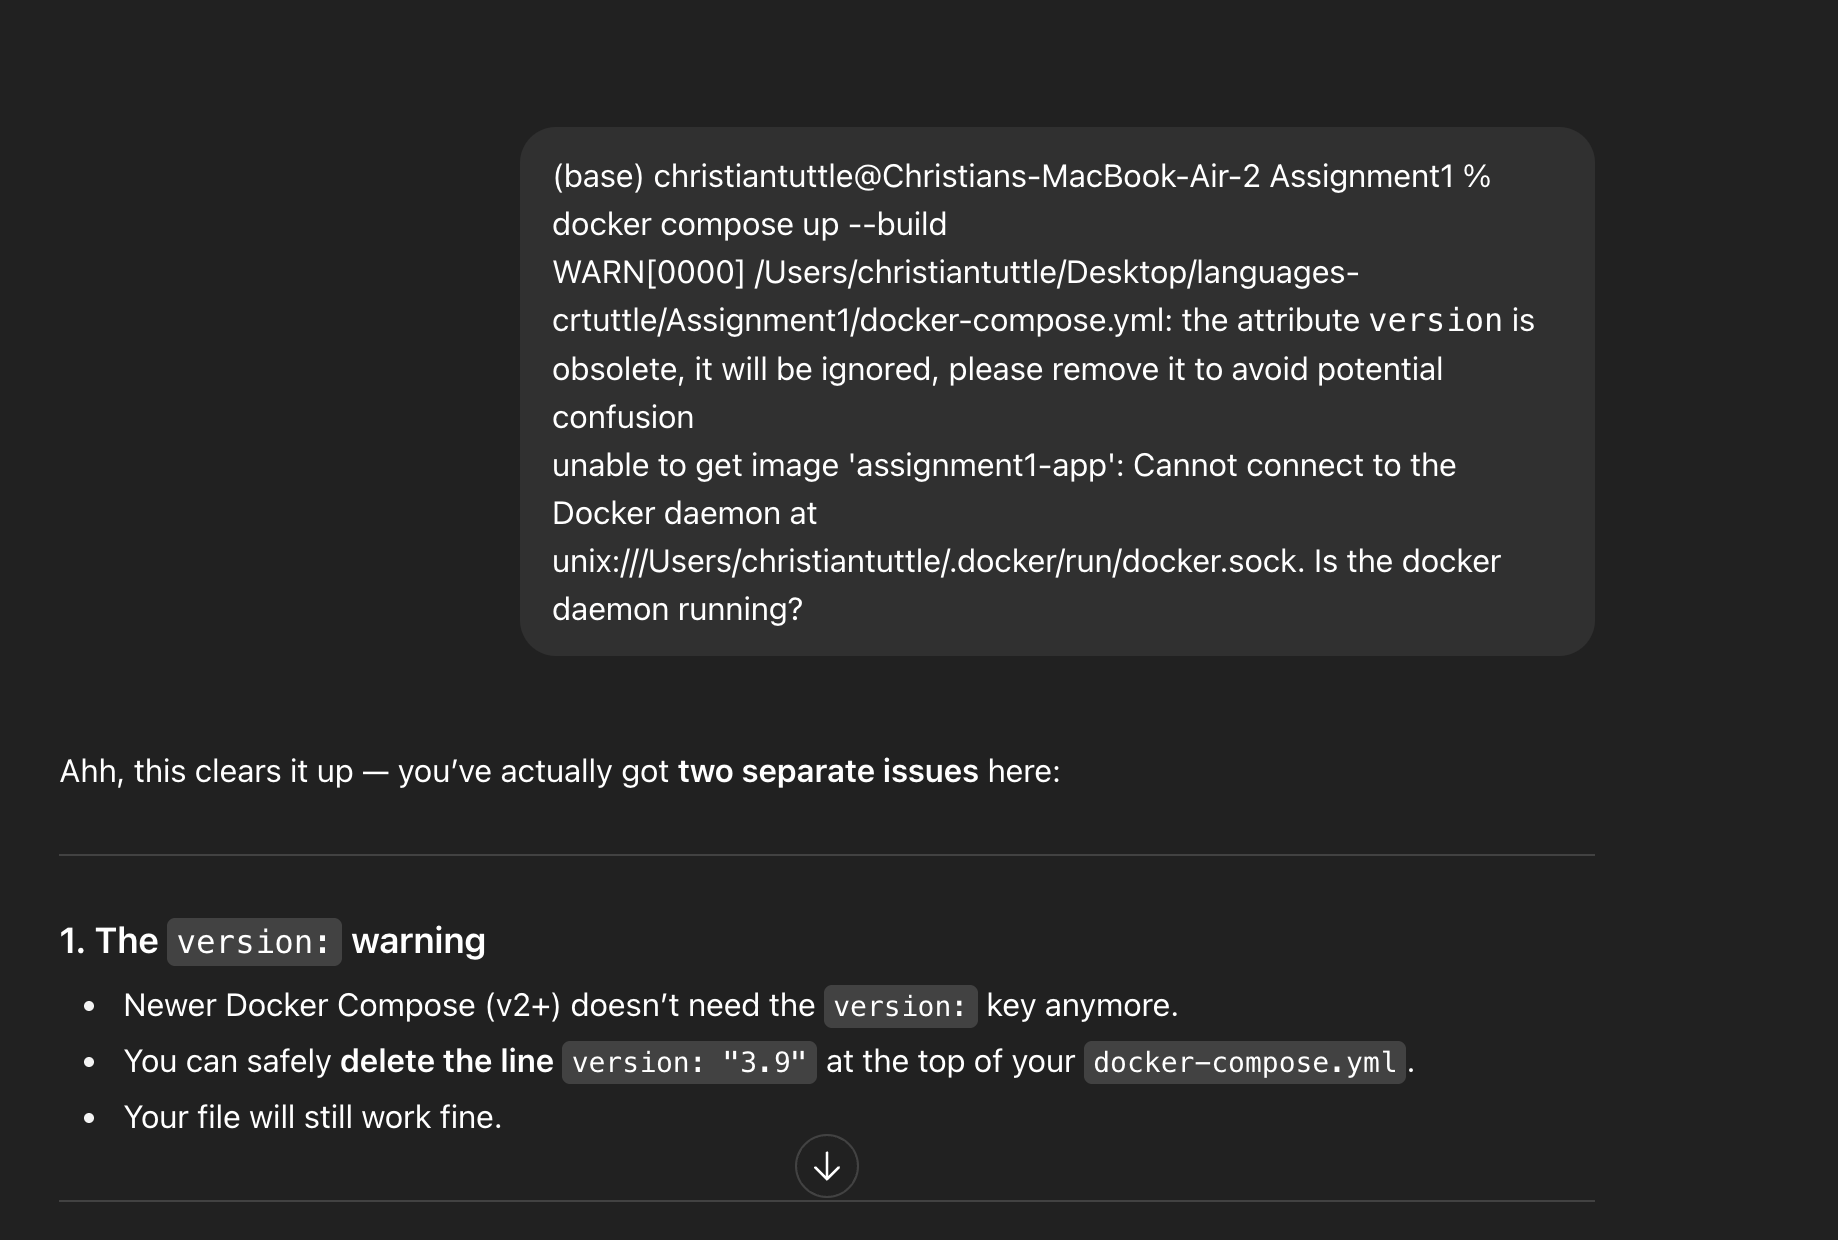 (base) christiantuttle@Christians-MacBook-Air-2 Assignment1 %
docker compose up --build
WARN[0000] /Users/christiantuttle/Desktop/languages-
crtuttle/Assignment1/docker-compose.yml: the attribute version is
obsolete, it will be ignored, please remove it to avoid potential
confusion
unable to get image 'assignment1-app': Cannot connect to the
Docker daemon at
unix:///Users/christiantuttle/.docker/run/docker.sock. Is the docker
daemon running?
Ahh, this clears it up — you’ve actually got two separate issues here:
1. The version: warning
• Newer Docker Compose (v2+) doesn’t need the version: key anymore.
• You can safely delete the line version: "3.9" at the top of your docker-compose.yml.
• Your file will still work fine.